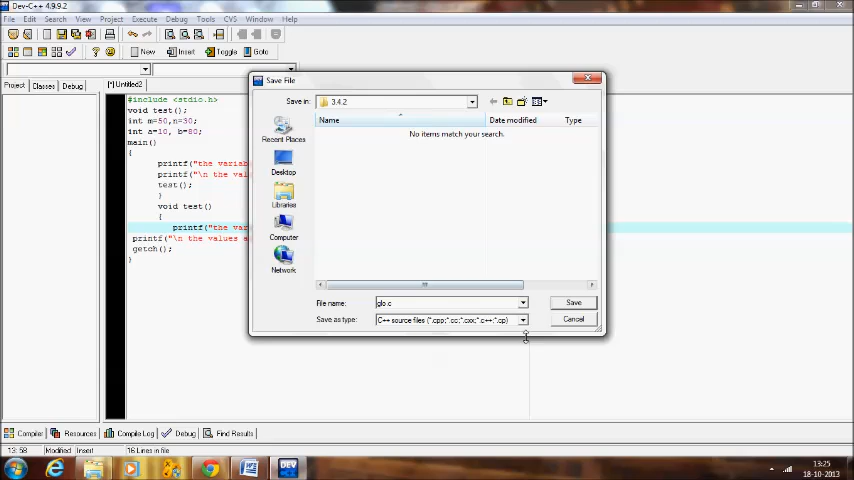 Dev-C++ 4.9.9.2
File Edit Search View Project Execute Debug Tools CVS Window Help
New Insert Toggle Goto
Project Classes Debug [*] Untitled2
#include <stdio.h>
void test();
int m=50,n=30;
int a=10, b=80;
main()
printf("the variab
printf("\n the val
test();
}
void test()
{
printf("the var
printf("\n the values a
getch();
}
Save File
Save in: 3.4.2
Name Date modified Type
No items match your search.
Recent Places
Desktop
Libraries
Computer
Network
File name: glo.c Save
Save as type: C++ source files (*.cpp;*.cc;*.cxx;*.c++;*.cp) Cancel
Compiler Resources Compile Log Debug Find Results
13: 58 Modified Insert 16 Lines in file
DEV
13:25
18-10-2013